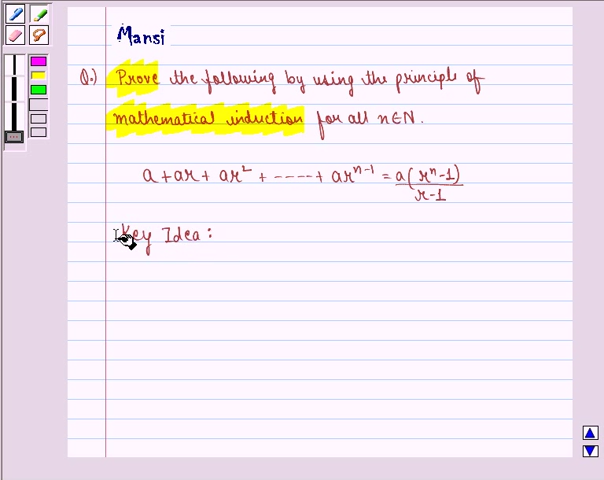 Mansi
Q.) Prove the following by using the principle of
mathematical induction for all n∈N.
a + ar + ar² + ----- + arⁿ⁻¹ = a(rⁿ-1)
r-1
Key Idea :